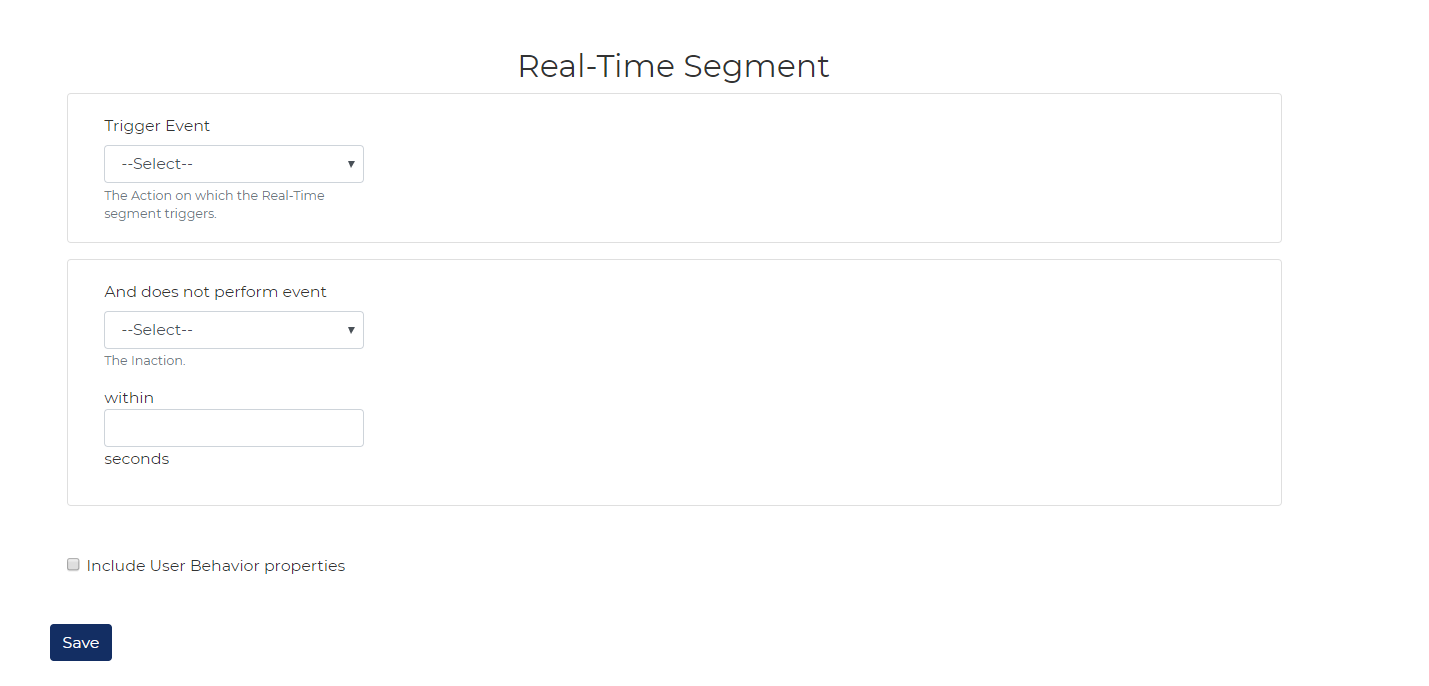 Real-Time Segment
Trigger Event
--Select--
The Action on which the Real-Time
segment triggers.
And does not perform event
--Select--
The Inaction.
within
seconds
Include User Behavior properties
Save